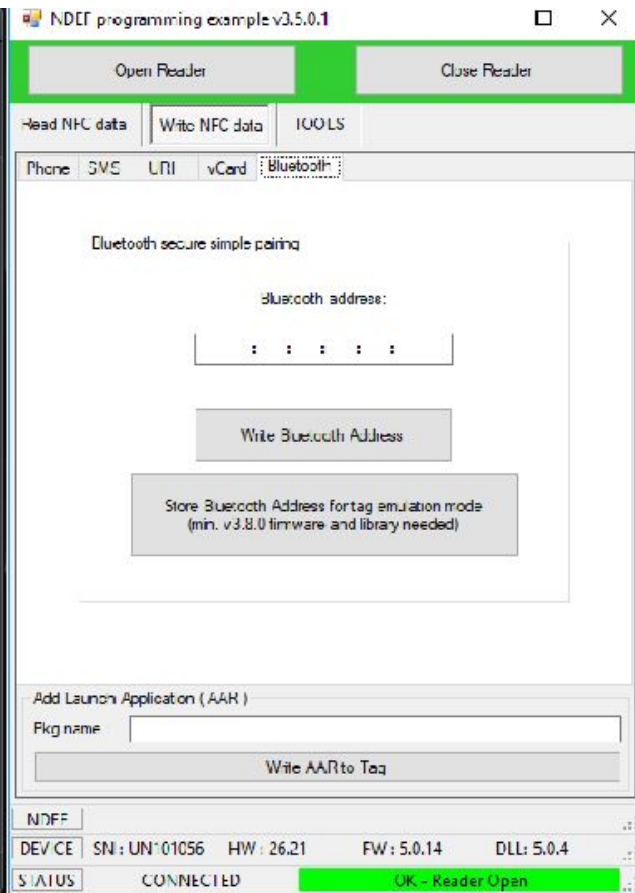 NDEF programming example v3.5.0.1
Open Reader Close Reader
Read NFC data Write NFC data TOOLS
Phone SMS URI vCard Bluetooth
Bluetooth secure simple pairing
Bluetooth address:
: : : : :
Write Bluetooth Address
Store Bluetooth Address for tag emulation mode
(min. v3.8.0 firmware and library needed)
Add Launch Application ( AAR )
Pkg name
Write AAR to Tag
NDEF
DEVICE SN : UN101056 HW : 26.21 FW : 5.0.14 DLL: 5.0.4
STATUS CONNECTED OK - Reader Open